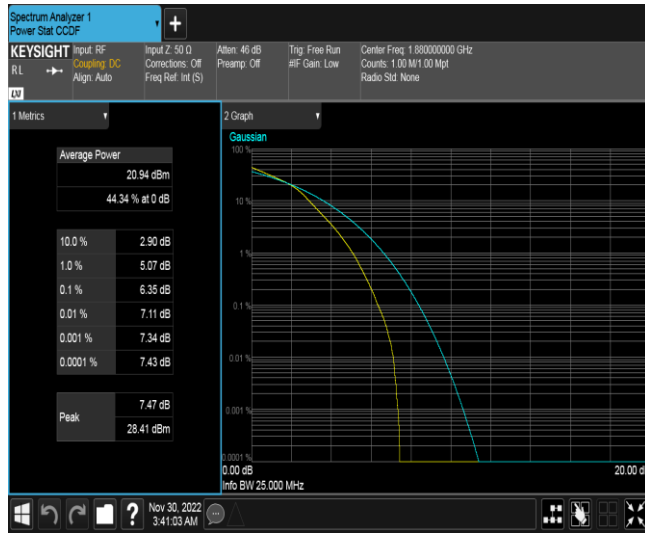 Spectrum Analyzer 1
Power Stat CCDF
+
KEYSIGHT
RL
LXI
Input: RF
Coupling: DC
Align: Auto
Input Z: 50 Ω
Corrections: Off
Freq Ref: Int (S)
Atten: 46 dB
Preamp: Off
Trig: Free Run
#IF Gain: Low
Center Freq: 1.880000000 GHz
Counts: 1.00 M/1.00 Mpt
Radio Std: None
1 Metrics
Average Power
20.94 dBm
44.34 % at 0 dB
10.0 % 2.90 dB
1.0 % 5.07 dB
0.1 % 6.35 dB
0.01 % 7.11 dB
0.001 % 7.34 dB
0.0001 % 7.43 dB
Peak
7.47 dB
28.41 dBm
2 Graph
Gaussian
100 %
10 %
1 %
0.1 %
0.01 %
0.001 %
0.0001 %
0.00 dB
20.00 d
Info BW 25.000 MHz
?
Nov 30, 2022
3:41:03 AM